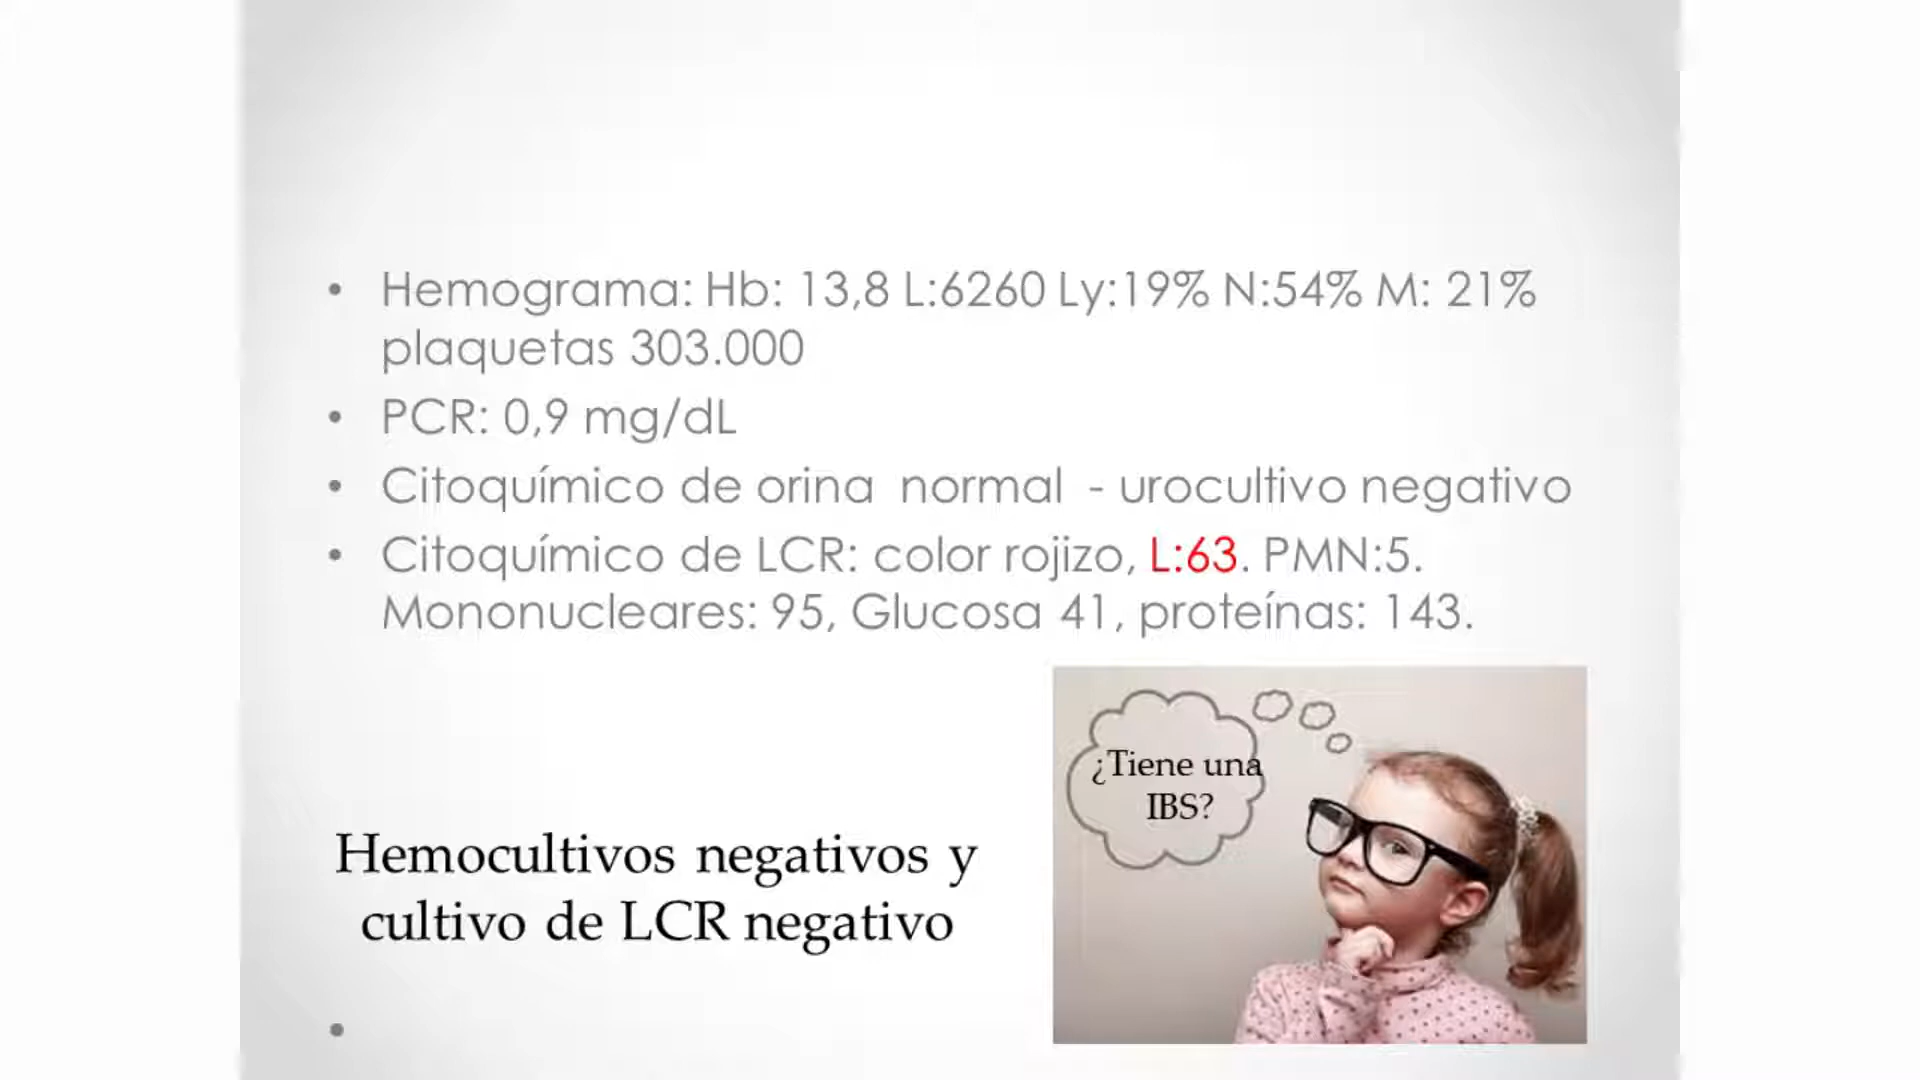 Hemograma: Hb: 13,8 L:6260 Ly:19% N:54% M: 21%
plaquetas 303.000
PCR: 0,9 mg/dL
Citoquímico de orina normal - urocultivo negativo
Citoquímico de LCR: color rojizo, L:63. PMN:5.
Mononucleares: 95, Glucosa 41, proteínas: 143.
¿Tiene una
IBS?
Hemocultivos negativos y
cultivo de LCR negativo